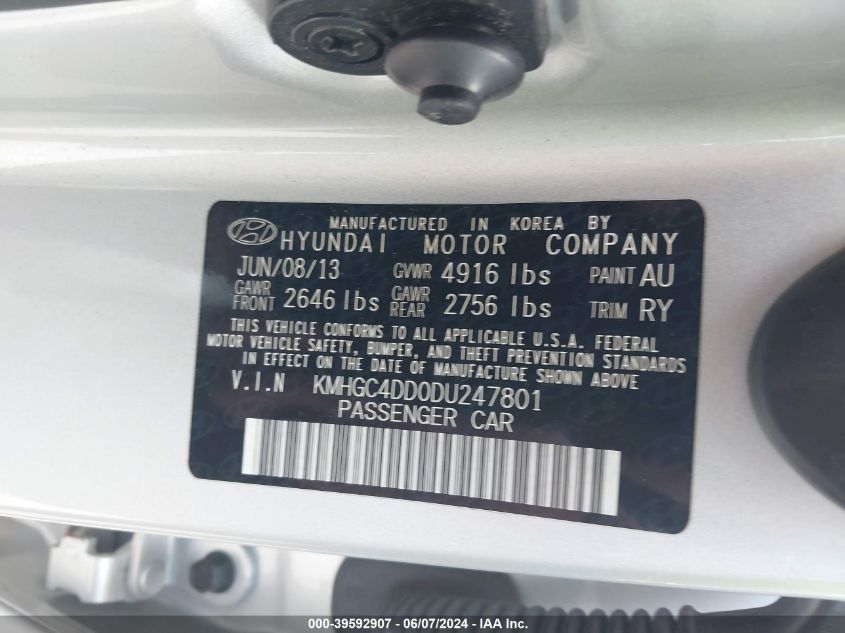 MANUFACTURED IN KOREA BY
HYUNDAI MOTOR COMPANY
JUN/08/13 GVWR 4916 lbs PAINT AU
GAWR FRONT 2646 lbs GAWR REAR 2756 lbs TRIM RY
THIS VEHICLE CONFORMS TO ALL APPLICABLE U.S.A. FEDERAL
MOTOR VEHICLE SAFETY, BUMPER, AND THEFT PREVENTION STANDARDS
IN EFFECT ON THE DATE OF MANUFACTURE SHOWN ABOVE
V.I.N KMHGC4DD0DU247801
PASSENGER CAR
000-39592907 - 06/07/2024 - IAA Inc.